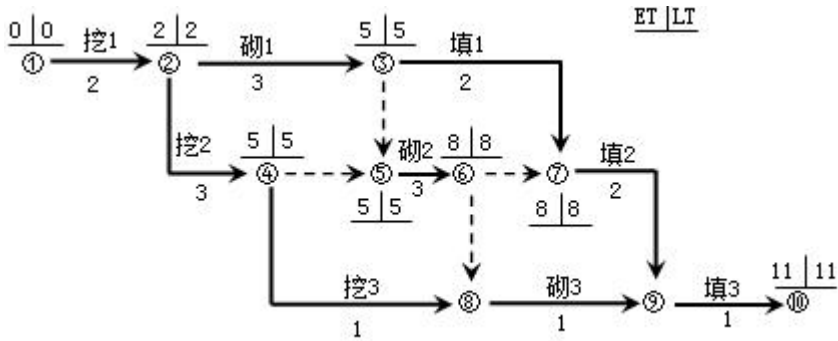 ET|LT
0|0 挖1 2|2 砌1 5|5 填1
① 2 ② 3 ③ 2
挖2 5|5 砌2 8|8 填2
3 ④ ⑤ 3 ⑥ ⑦ 2
5|5 8|8
挖3 砌3 填3 11|11
1 ⑧ 1 ⑨ 1 ⑩